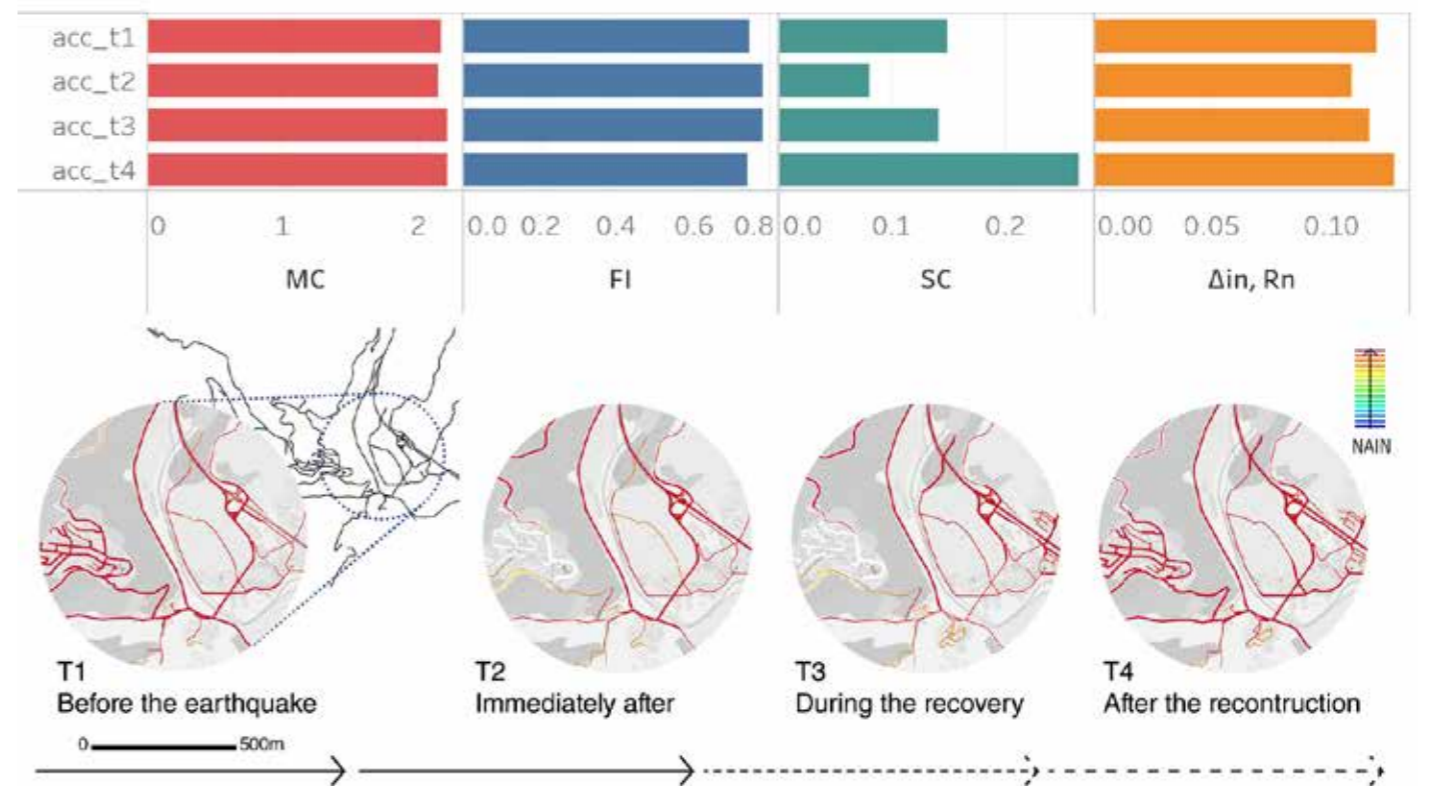 acc_t1
acc_t2
acc_t3
acc_t4
0 1 2 0.0 0.2 0.4 0.6 0.8 0.0 0.1 0.2 0.00 0.05 0.10
MC FI SC Δin, Rn
NAIN
T1 T2 T3 T4
Before the earthquake Immediately after During the recovery After the recontruction
0 500m